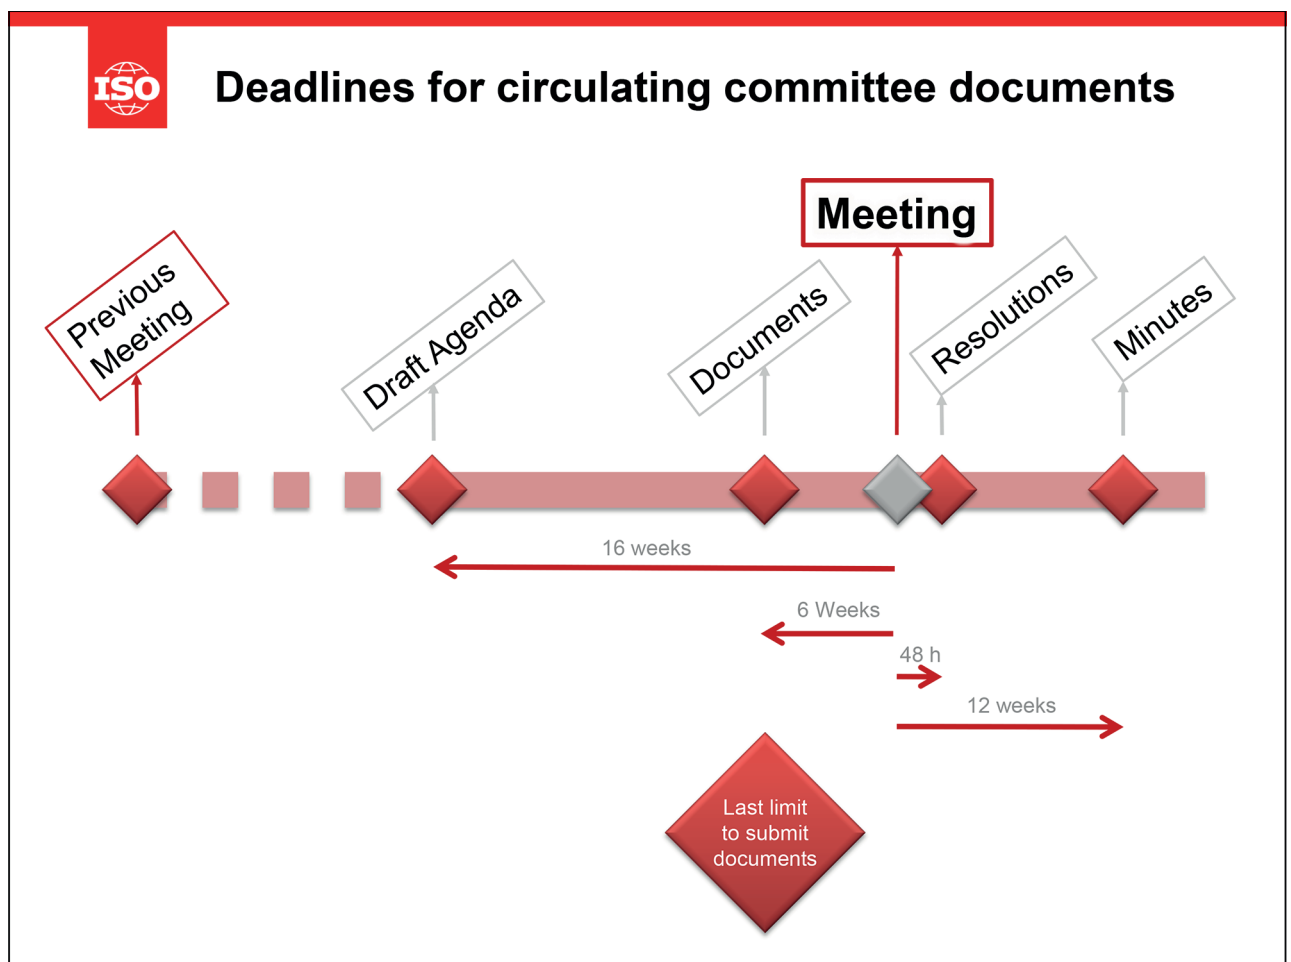 ISO
Deadlines for circulating committee documents
Meeting
Previous
Meeting
Draft Agenda
Documents
Resolutions
Minutes
16 weeks
6 Weeks
48 h
12 weeks
Last limit
to submit
documents